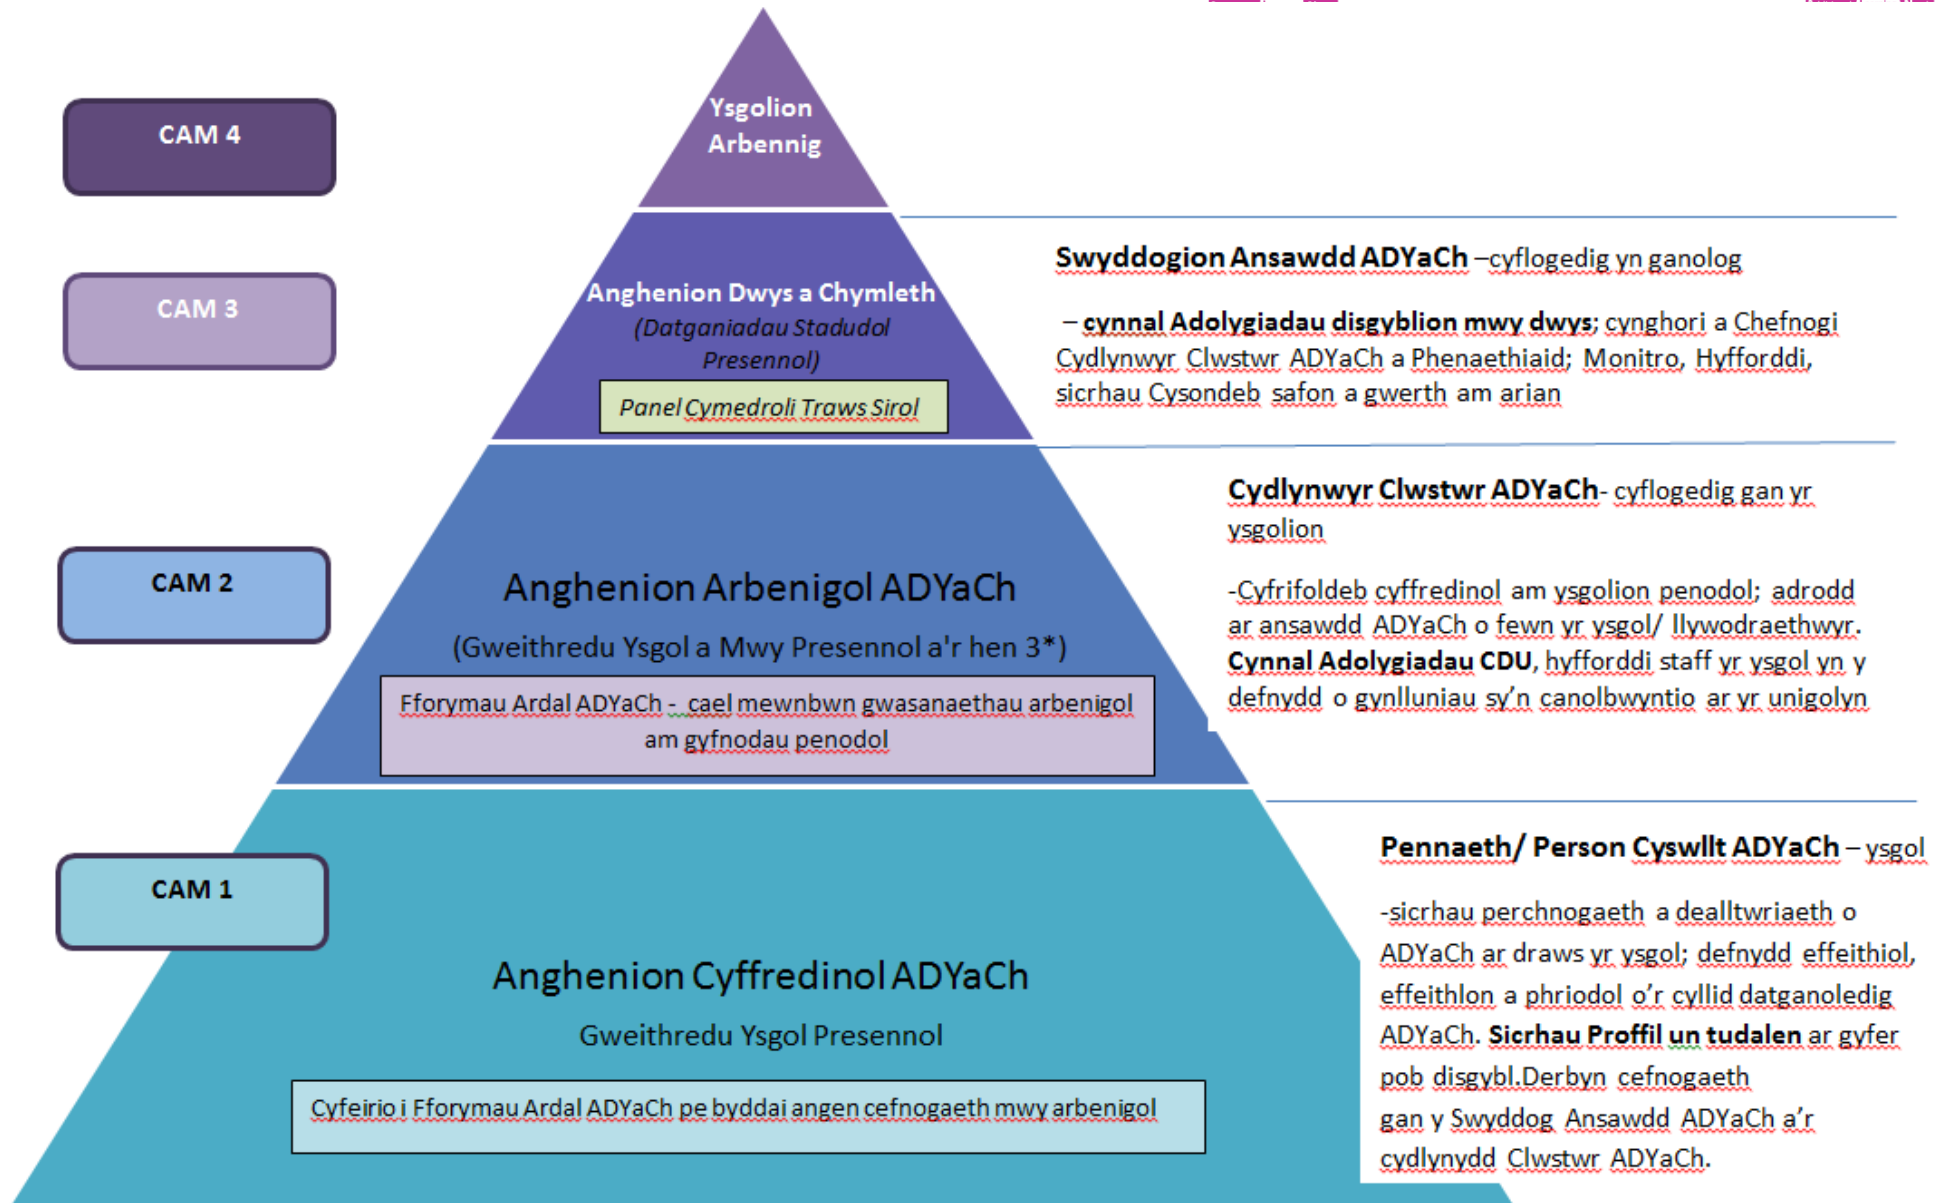 CAM 4
Ysgolion
Arbennig
CAM 3
Anghenion Dwys a Chymleth
(Datganiadau Stadudol
Presennol)
Panel Cymedroli Traws Sirol
Swyddogion Ansawdd ADYaCh –cyflogedig yn ganolog
– cynnal Adolygiadau disgyblion mwy dwys; cynghori a Chefnogi
Cydlynwyr Clwstwr ADYaCh a Phenaethiaid; Monitro, Hyfforddi,
sicrhau Cysondeb safon a gwerth am arian
CAM 2
Anghenion Arbenigol ADYaCh
(Gweithredu Ysgol a Mwy Presennol a'r hen 3*)
Fforymau Ardal ADYaCh - cael mewnbwn gwasanaethau arbenigol
am gyfnodau penodol
Cydlynwyr Clwstwr ADYaCh- cyflogedig gan yr
ysgolion
-Cyfrifoldeb cyffredinol am ysgolion penodol; adrodd
ar ansawdd ADYaCh o fewn yr ysgol/ llywodraethwyr.
Cynnal Adolygiadau CDU, hyfforddi staff yr ysgol yn y
defnydd o gynlluniau sy’n canolbwyntio ar yr unigolyn
CAM 1
Anghenion Cyffredinol ADYaCh
Gweithredu Ysgol Presennol
Cyfeirio i Fforymau Ardal ADYaCh pe byddai angen cefnogaeth mwy arbenigol
Pennaeth/ Person Cyswllt ADYaCh – ysgol
-sicrhau perchnogaeth a dealltwriaeth o
ADYaCh ar draws yr ysgol; defnydd effeithiol,
effeithlon a phriodol o’r cyllid datganoledig
ADYaCh. Sicrhau Proffil un tudalen ar gyfer
pob disgybl.Derbyn cefnogaeth
gan y Swyddog Ansawdd ADYaCh a’r
cydlynydd Clwstwr ADYaCh.